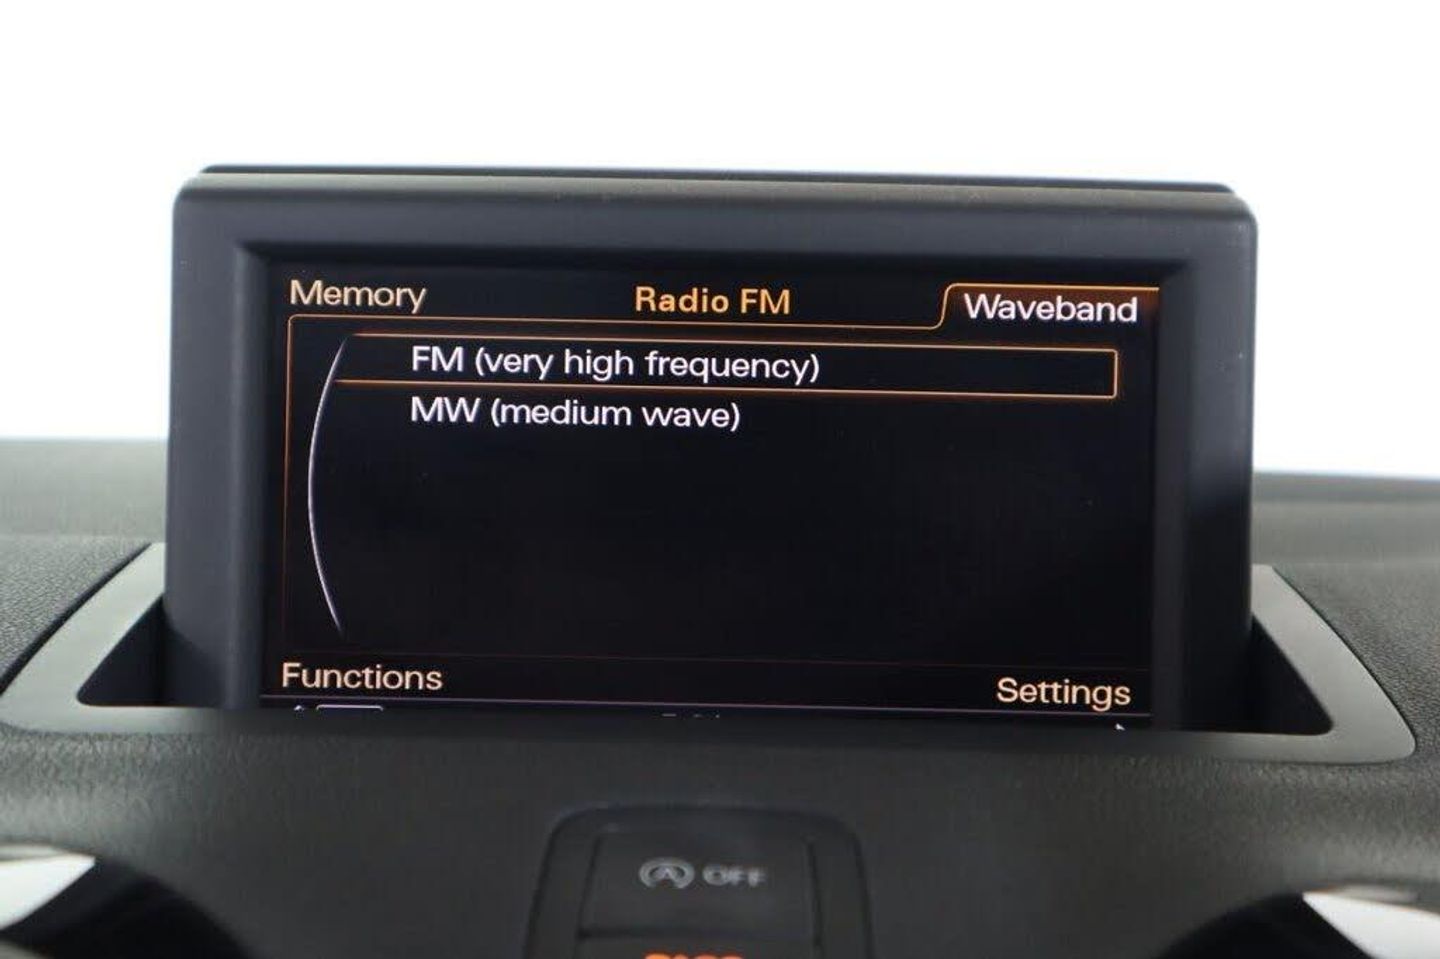 Memory Radio FM Waveband
FM (very high frequency)
MW (medium wave)
Functions Settings
OFF